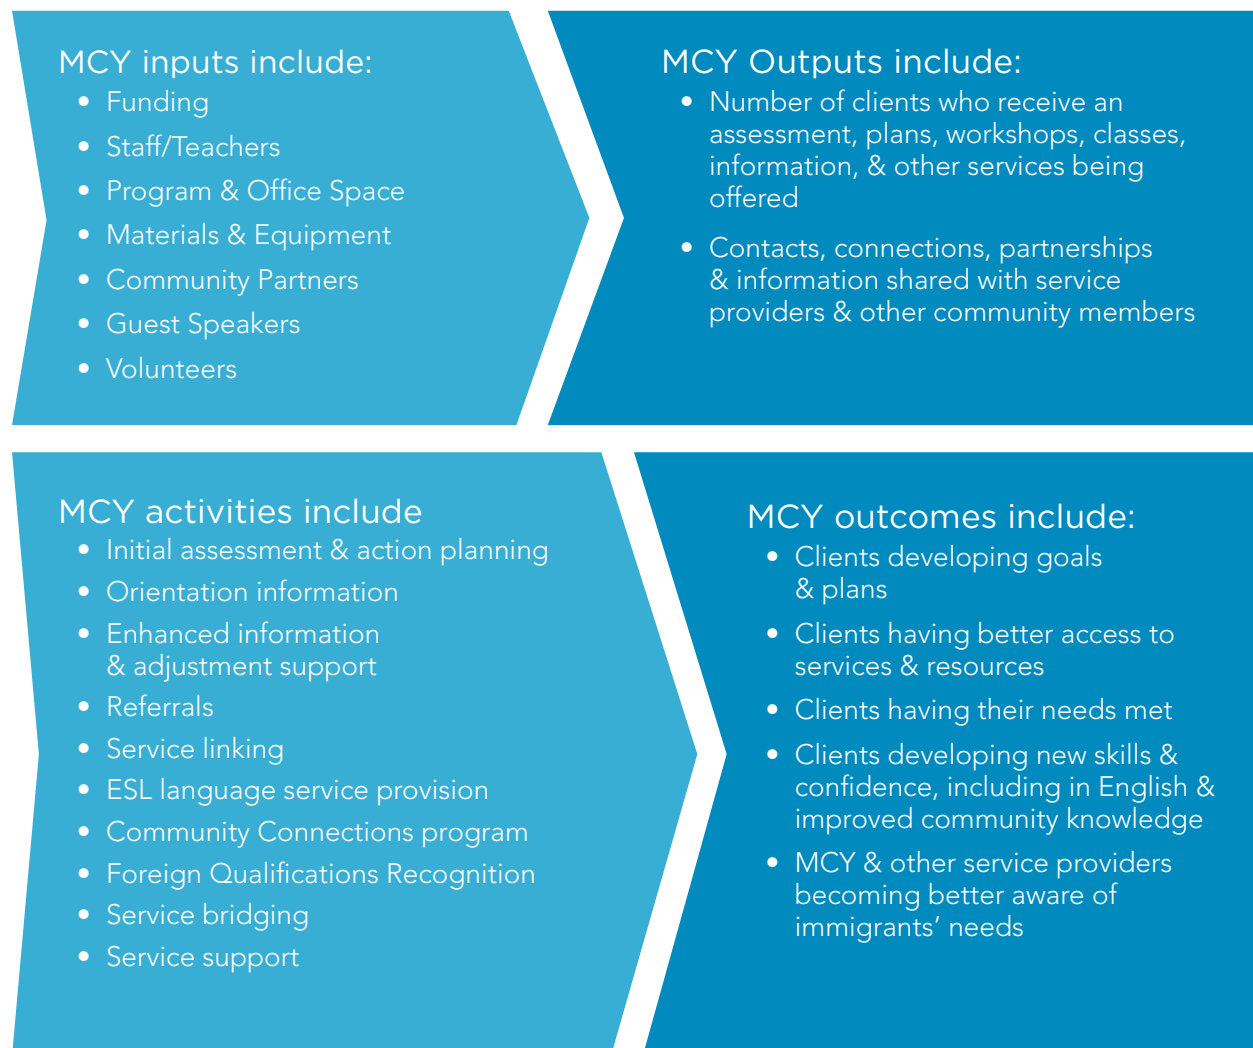 MCY inputs include:
• Funding
• Staff/Teachers
• Program & Office Space
• Materials & Equipment
• Community Partners
• Guest Speakers
• Volunteers
MCY Outputs include:
• Number of clients who receive an
assessment, plans, workshops, classes,
information, & other services being
offered
• Contacts, connections, partnerships
& information shared with service
providers & other community members
MCY activities include
• Initial assessment & action planning
• Orientation information
• Enhanced information
& adjustment support
• Referrals
• Service linking
• ESL language service provision
• Community Connections program
• Foreign Qualifications Recognition
• Service bridging
• Service support
MCY outcomes include:
• Clients developing goals
& plans
• Clients having better access to
services & resources
• Clients having their needs met
• Clients developing new skills &
confidence, including in English &
improved community knowledge
• MCY & other service providers
becoming better aware of
immigrants’ needs